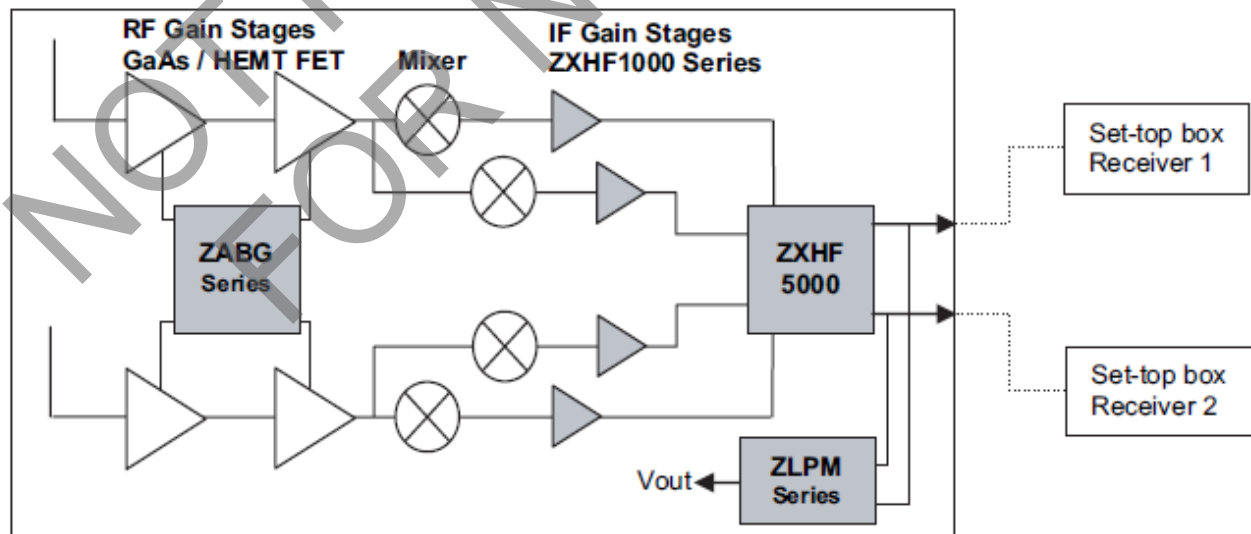 RF Gain Stages
GaAs / HEMT FET
Mixer
IF Gain Stages
ZXHF1000 Series
Set-top box
Receiver 1
ZABG
Series
ZXHF
5000
Set-top box
Receiver 2
ZLPM
Series
Vout
NOT
FOR N